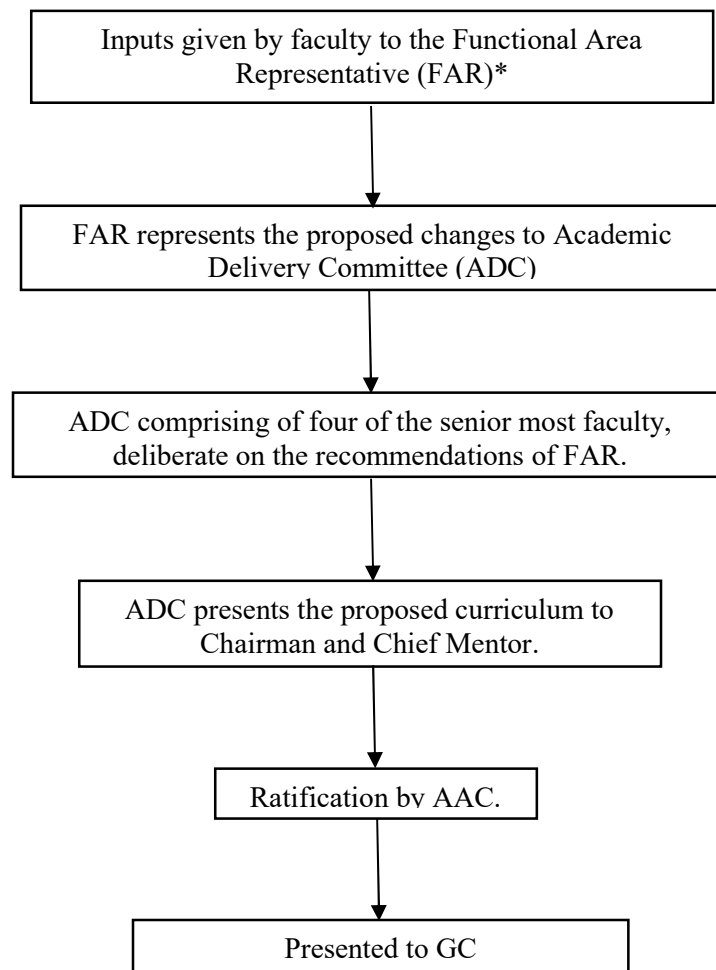 Inputs given by faculty to the Functional Area
Representative (FAR)*
FAR represents the proposed changes to Academic
Delivery Committee (ADC)
ADC comprising of four of the senior most faculty,
deliberate on the recommendations of FAR.
ADC presents the proposed curriculum to
Chairman and Chief Mentor.
Ratification by AAC.
Presented to GC